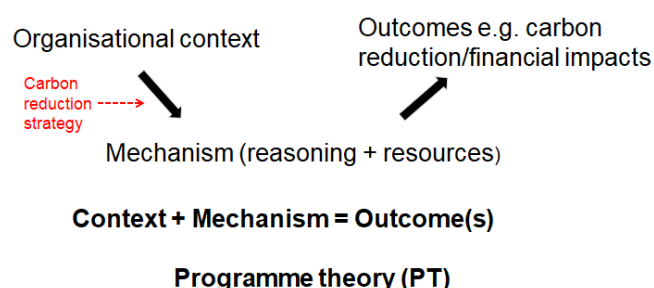 Organisational context
Outcomes e.g. carbon
reduction/financial impacts
Carbon
reduction
strategy
Mechanism (reasoning + resources)
Context + Mechanism = Outcome(s)
Programme theory (PT)